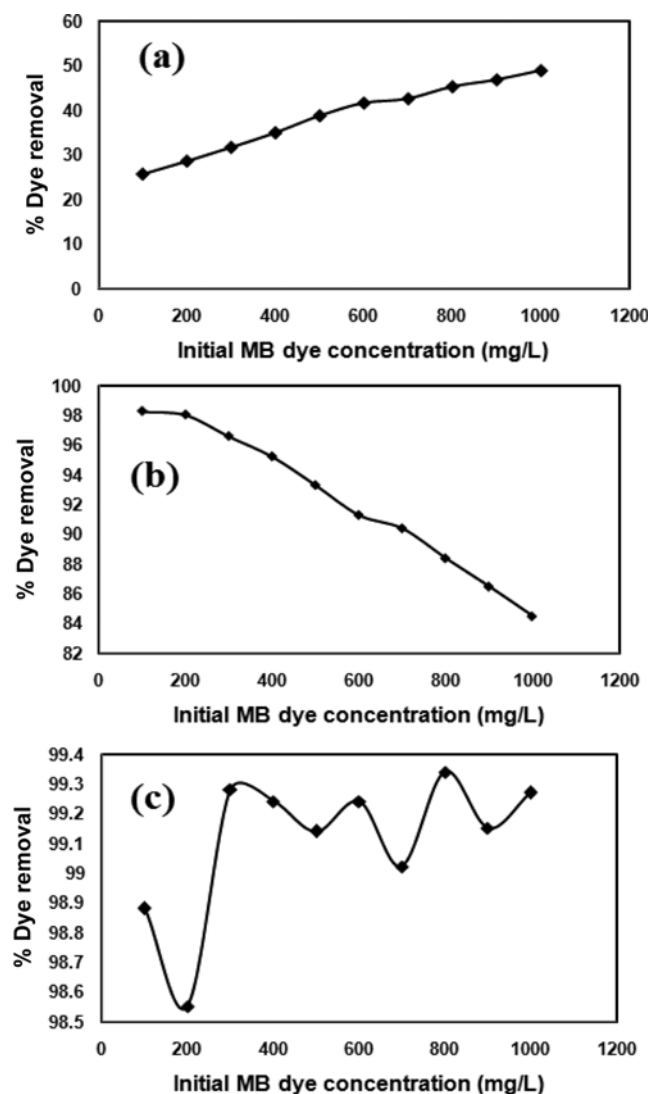 60
50
40
30
20
10
0
(a)
% Dye removal
0 200 400 600 800 1000 1200
Initial MB dye concentration (mg/L)
100
98
96
94
92
90
88
86
84
82
(b)
% Dye removal
0 200 400 600 800 1000 1200
Initial MB dye concentration (mg/L)
99.4
99.3
99.2
99.1
99
98.9
98.8
98.7
98.6
98.5
(c)
% Dye removal
0 200 400 600 800 1000 1200
Initial MB dye concentration (mg/L)